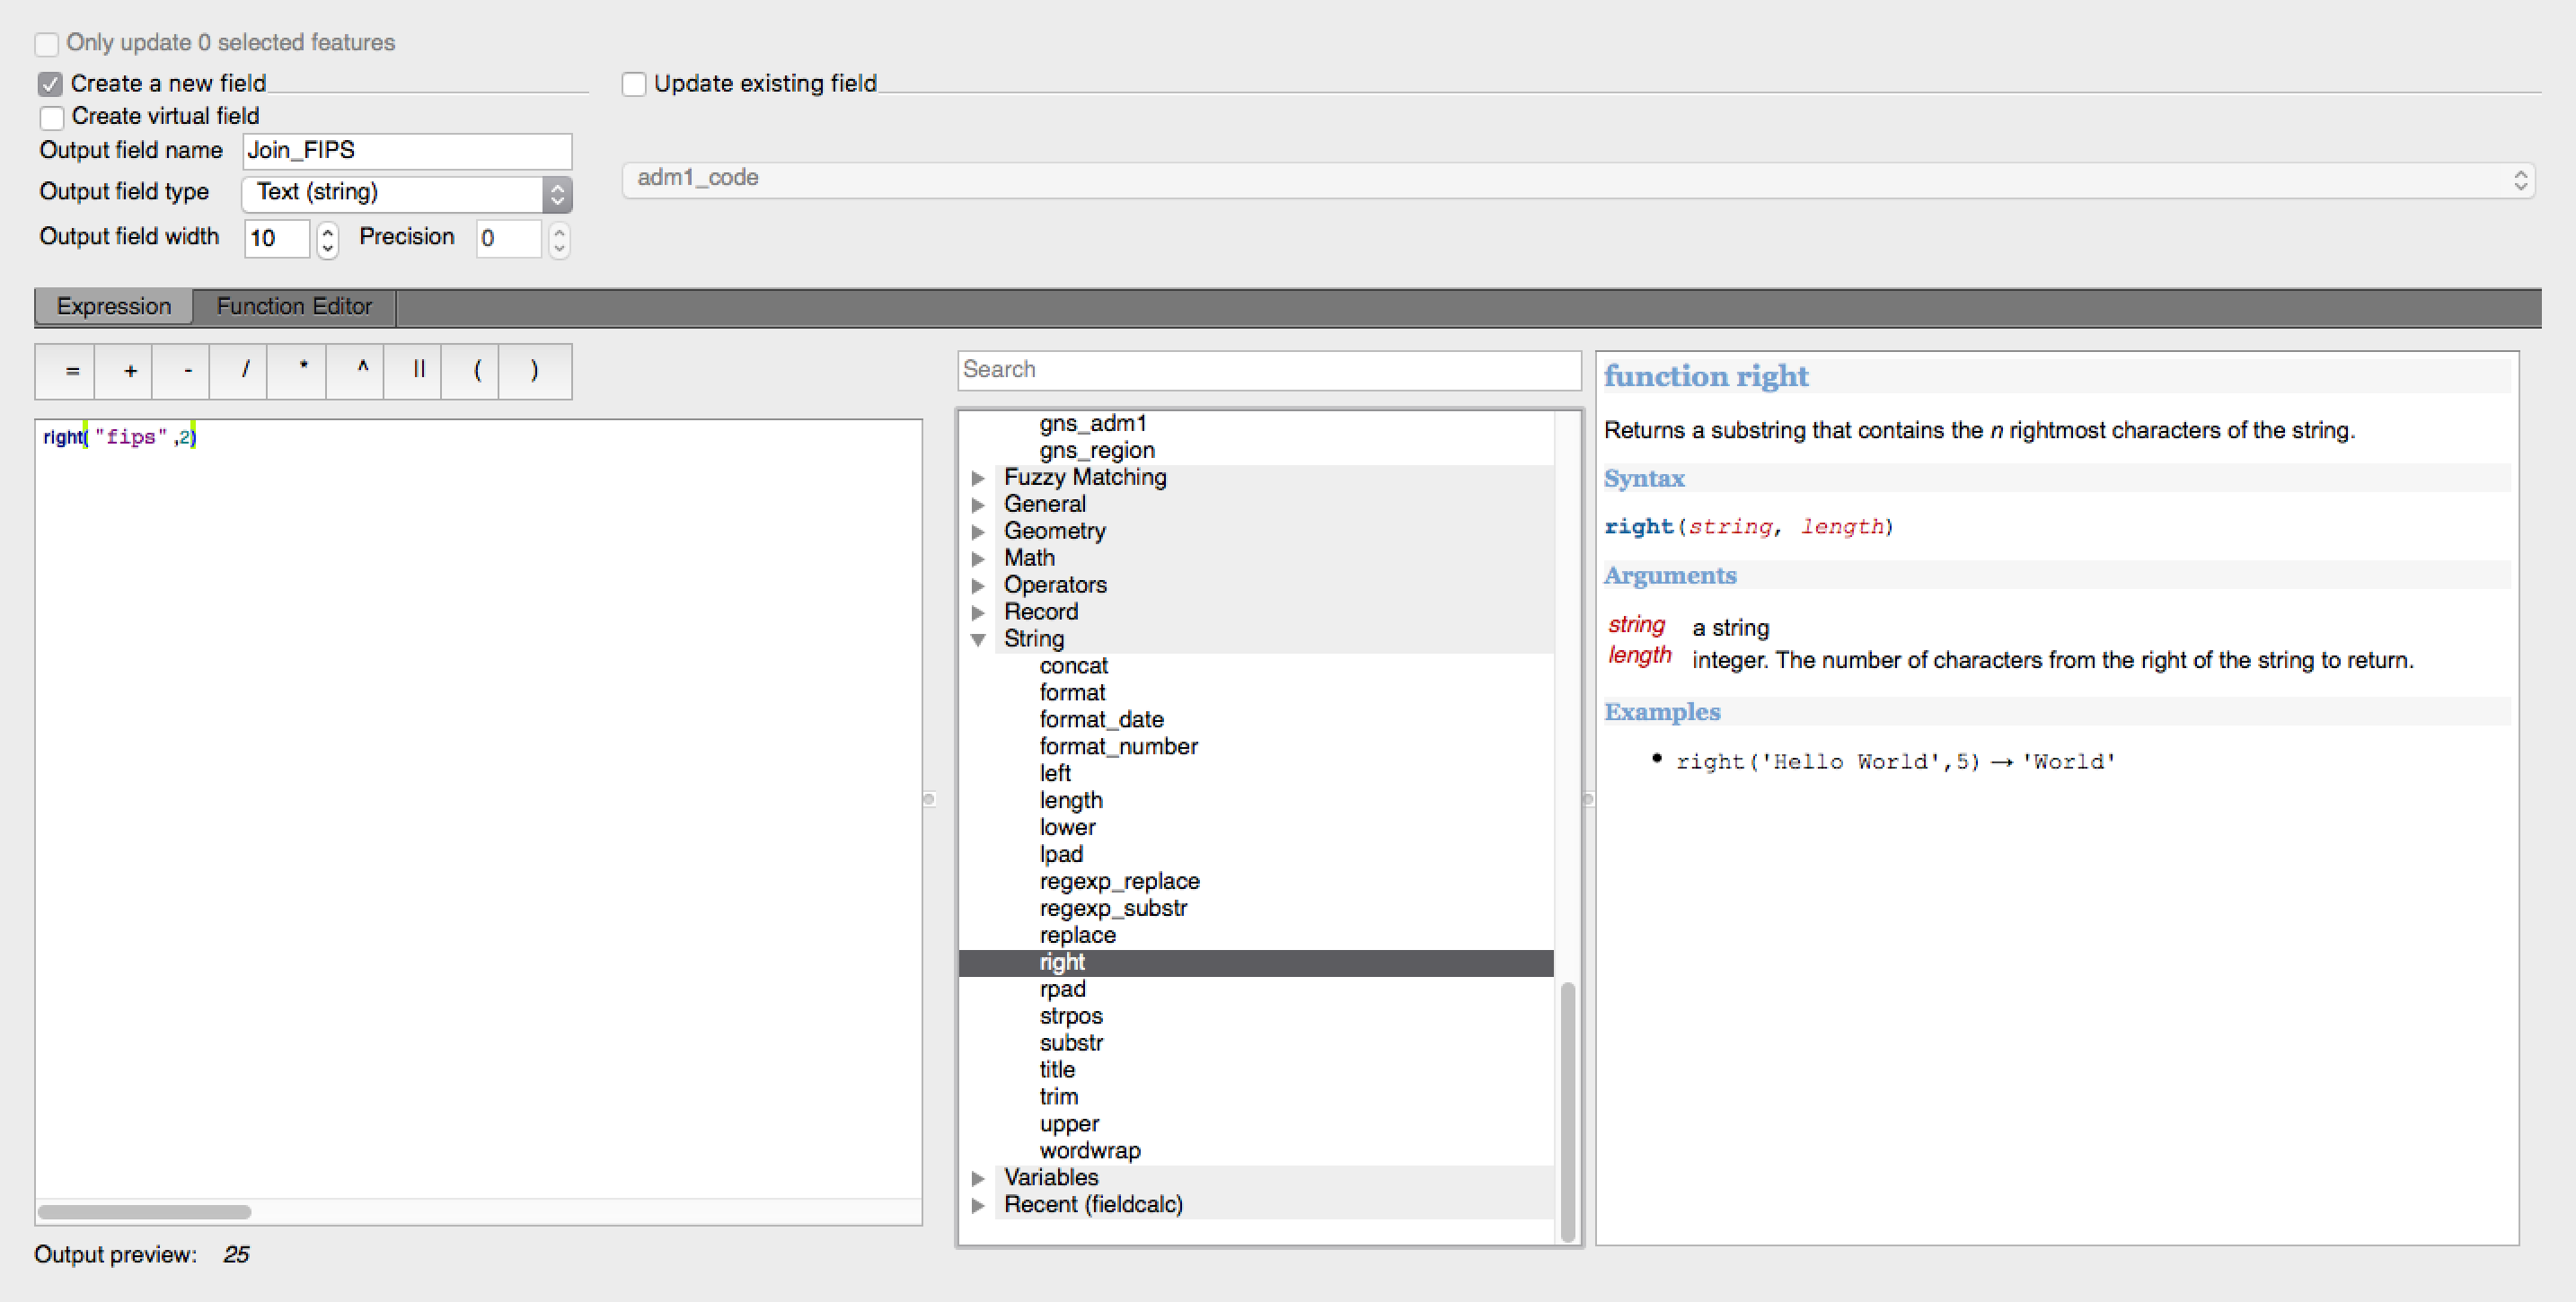 Only update 0 selected features
Create a new field
Update existing field
Create virtual field
Output field name Join_FIPS
Output field type Text (string)
adm1_code
Output field width 10 Precision 0
Expression Function Editor
= + - / * ^ || ( )
right( "fips" ,2)
Output preview: 25
Search
gns_adm1
gns_region
Fuzzy Matching
General
Geometry
Math
Operators
Record
String
concat
format
format_date
format_number
left
length
lower
lpad
regexp_replace
regexp_substr
replace
right
rpad
strpos
substr
title
trim
upper
wordwrap
Variables
Recent (fieldcalc)
function right
Returns a substring that contains the n rightmost characters of the string.
Syntax
right(string, length)
Arguments
string a string
length integer. The number of characters from the right of the string to return.
Examples
• right('Hello World',5) → 'World'